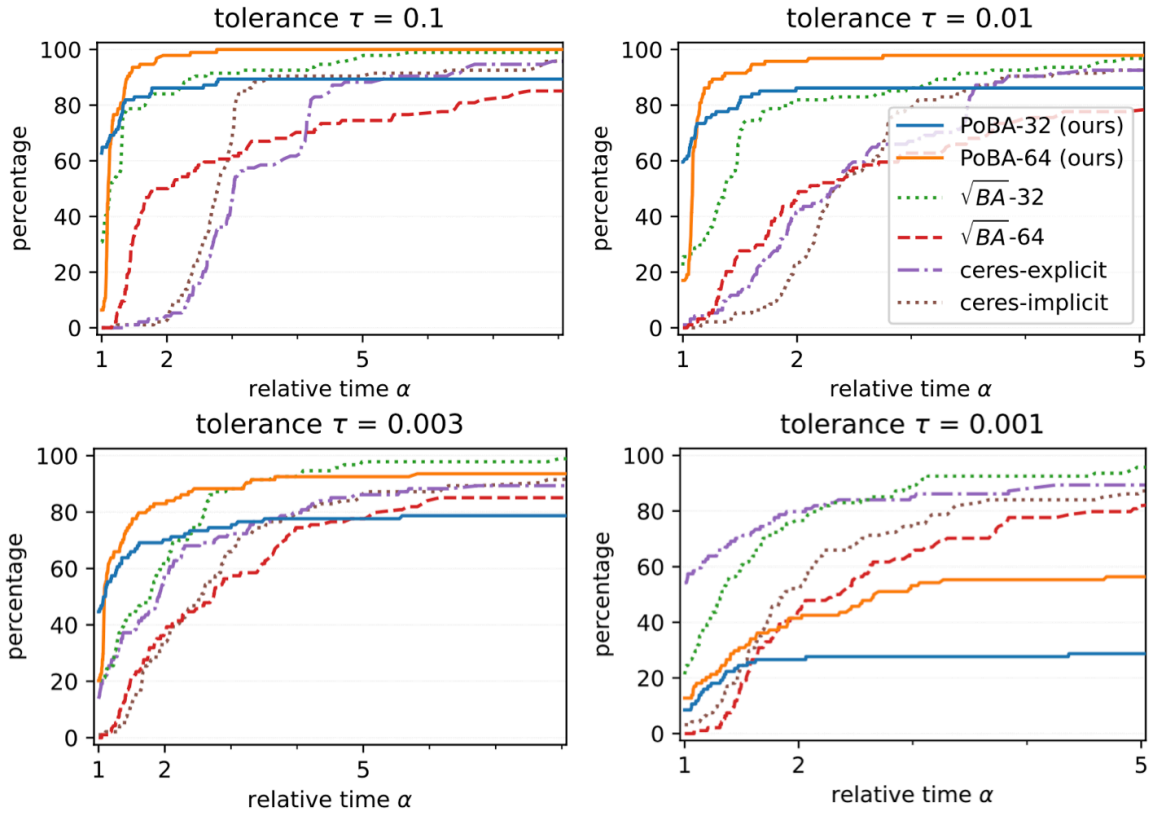 tolerance τ = 0.1
percentage
100
80
60
40
20
0
1 2 5
relative time α
tolerance τ = 0.01
percentage
100
80
60
40
20
0
1 2 5
relative time α
PoBA-32 (ours)
PoBA-64 (ours)
√BA-32
√BA-64
ceres-explicit
ceres-implicit
tolerance τ = 0.003
percentage
100
80
60
40
20
0
1 2 5
relative time α
tolerance τ = 0.001
percentage
100
80
60
40
20
0
1 2 5
relative time α